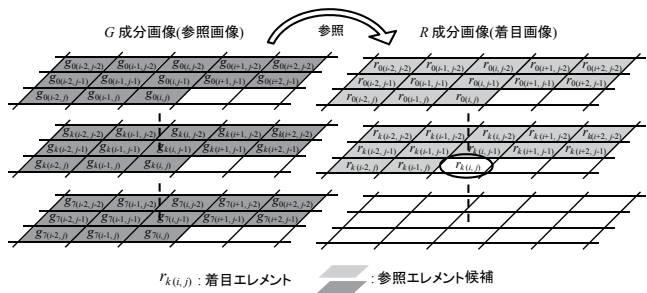 G 成分画像(参照画像)
参照
R 成分画像(着目画像)
g0(i-2, j-2) g0(i-1, j-2) g0(i, j-2) g0(i+1, j-2) g0(i+2, j-2)
g0(i-2, j-1) g0(i-1, j-1) g0(i, j-1) g0(i+1, j-1) g0(i+2, j-1)
g0(i-2, j) g0(i-1, j) g0(i, j)
r0(i-2, j-2) r0(i-1, j-2) r0(i, j-2) r0(i+1, j-2) r0(i+2, j-2)
r0(i-2, j-1) r0(i-1, j-1) r0(i, j-1) r0(i+1, j-1) r0(i+2, j-1)
r0(i-2, j) r0(i-1, j) r0(i, j)
gk(i-2, j-2) gk(i-1, j-2) gk(i, j-2) gk(i+1, j-2) gk(i+2, j-2)
gk(i-2, j-1) gk(i-1, j-1) gk(i, j-1) gk(i+1, j-1) gk(i+2, j-1)
gk(i-2, j) gk(i-1, j) gk(i, j)
rk(i-2, j-2) rk(i-1, j-2) rk(i, j-2) rk(i+1, j-2) rk(i+2, j-2)
rk(i-2, j-1) rk(i-1, j-1) rk(i, j-1) rk(i+1, j-1) rk(i+2, j-1)
rk(i-2, j) rk(i-1, j) rk(i, j)
g7(i-2, j-2) g7(i-1, j-2) g7(i, j-2) g7(i+1, j-2) g0(i+2, j-2)
g7(i-2, j-1) g7(i-1, j-1) g7(i, j-1) g7(i+1, j-1) g7(i+2, j-1)
g7(i-2, j) g7(i-1, j) g7(i, j)
rk(i, j) : 着目エレメント
: 参照エレメント候補